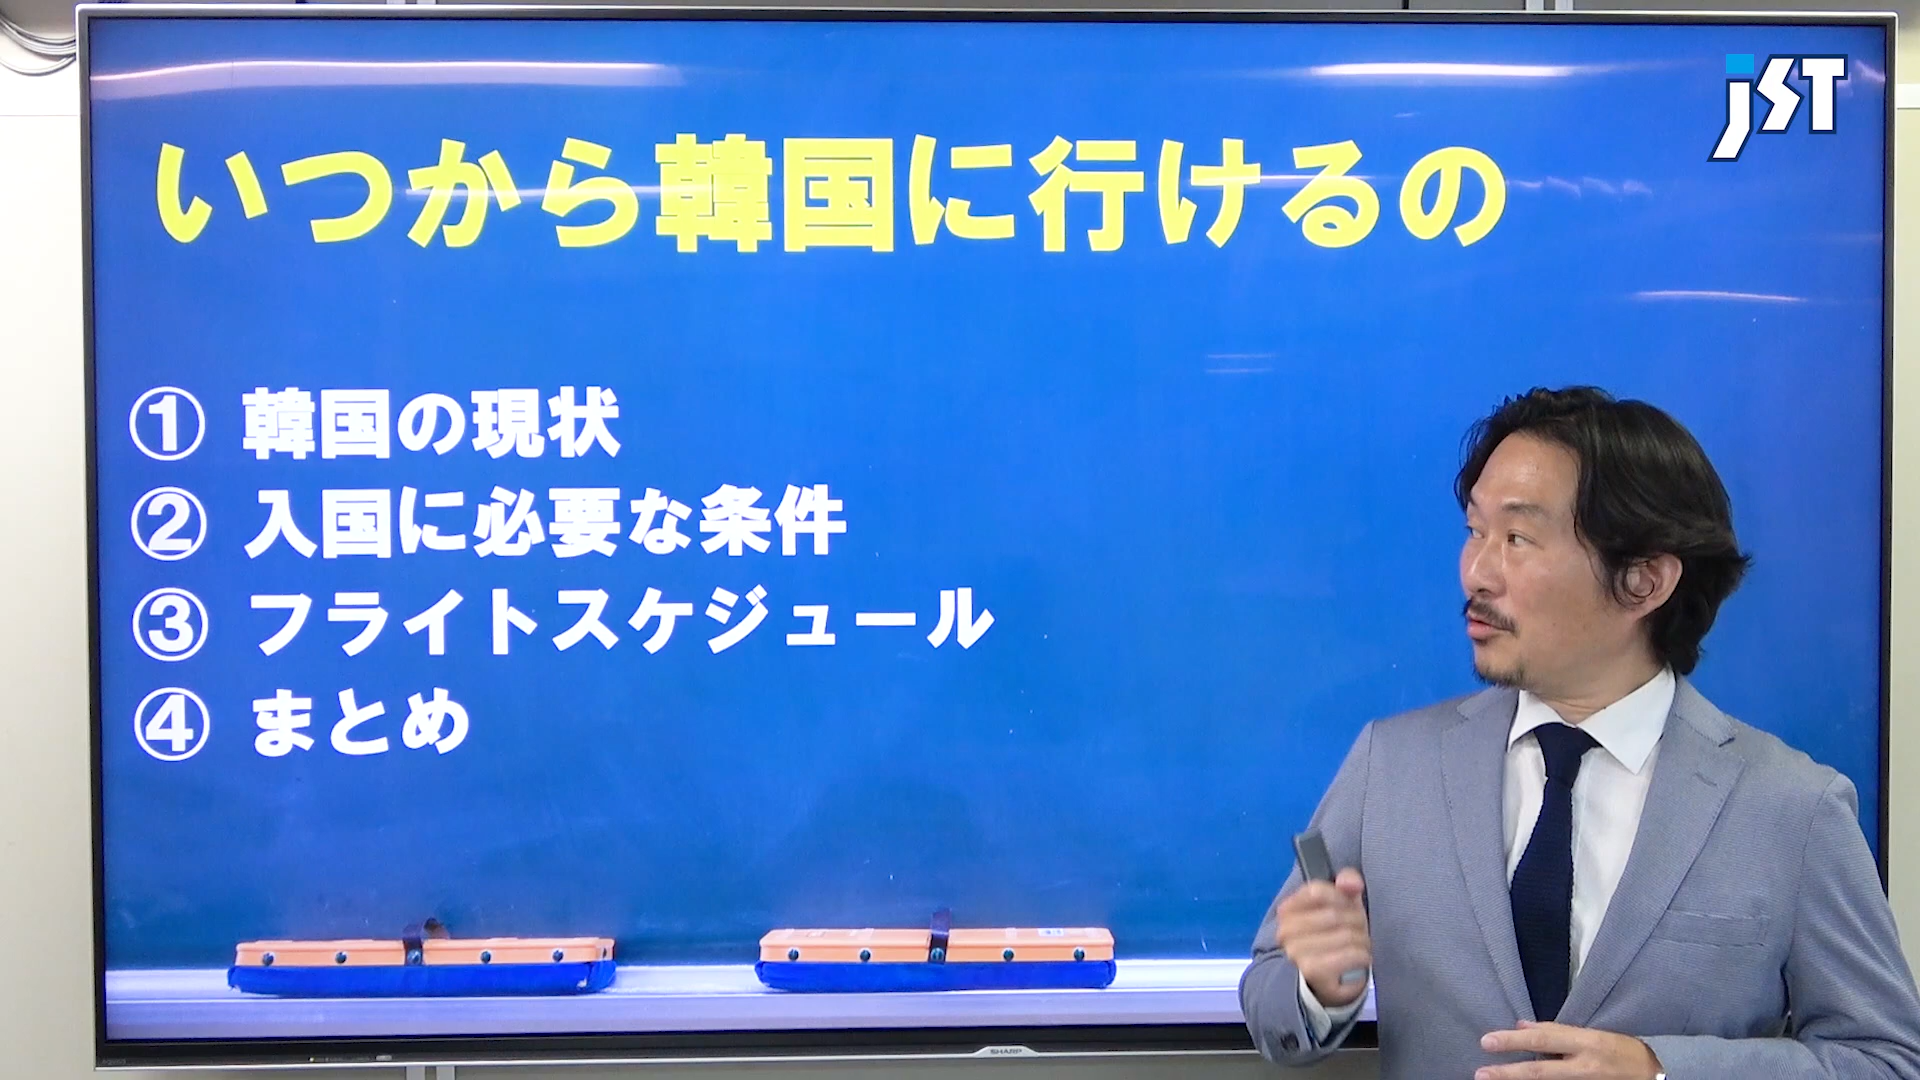 jST
いつから韓国に行けるの
① 韓国の現状
② 入国に必要な条件
③ フライトスケジュール
④ まとめ
SHARP